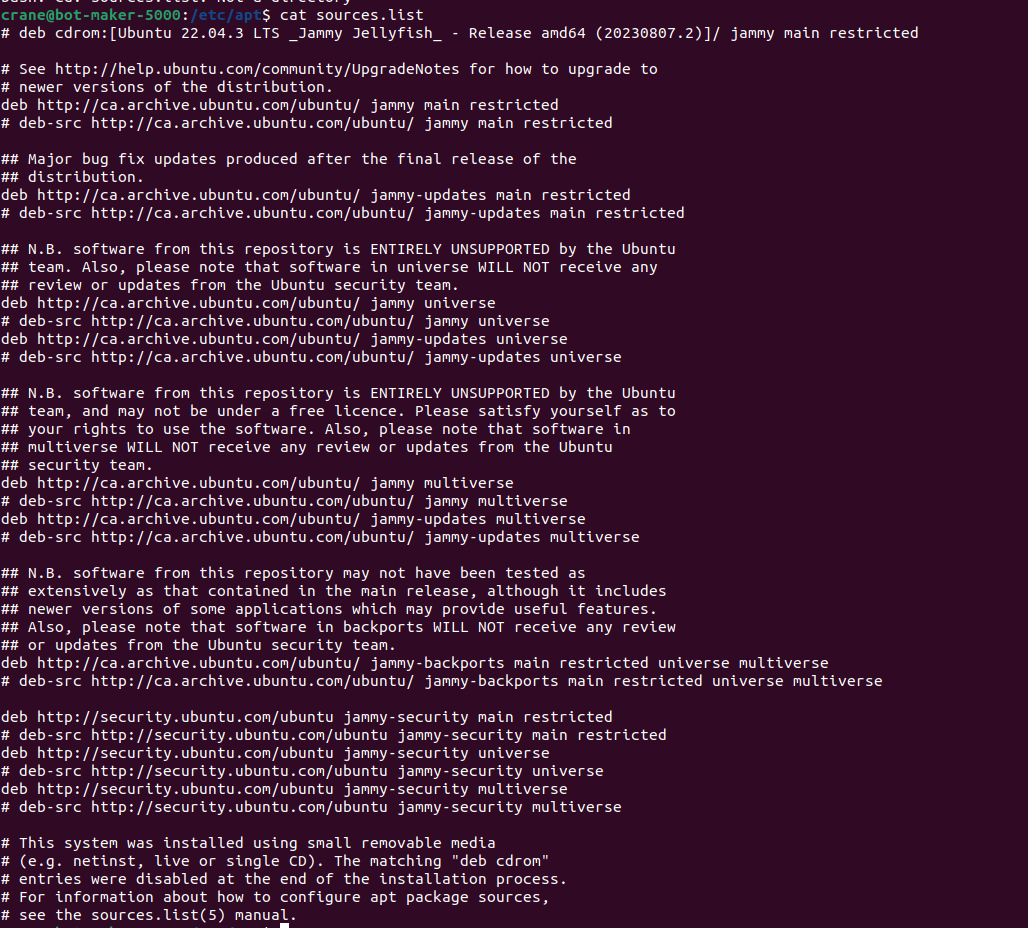 bash: cd: sources.list: Not a directory
crane@bot-maker-5000:/etc/apt$ cat sources.list
# deb cdrom:[Ubuntu 22.04.3 LTS _Jammy Jellyfish_ - Release amd64 (20230807.2)]/ jammy main restricted

# See http://help.ubuntu.com/community/UpgradeNotes for how to upgrade to
# newer versions of the distribution.
deb http://ca.archive.ubuntu.com/ubuntu/ jammy main restricted
# deb-src http://ca.archive.ubuntu.com/ubuntu/ jammy main restricted

## Major bug fix updates produced after the final release of the
## distribution.
deb http://ca.archive.ubuntu.com/ubuntu/ jammy-updates main restricted
# deb-src http://ca.archive.ubuntu.com/ubuntu/ jammy-updates main restricted

## N.B. software from this repository is ENTIRELY UNSUPPORTED by the Ubuntu
## team. Also, please note that software in universe WILL NOT receive any
## review or updates from the Ubuntu security team.
deb http://ca.archive.ubuntu.com/ubuntu/ jammy universe
# deb-src http://ca.archive.ubuntu.com/ubuntu/ jammy universe
deb http://ca.archive.ubuntu.com/ubuntu/ jammy-updates universe
# deb-src http://ca.archive.ubuntu.com/ubuntu/ jammy-updates universe

## N.B. software from this repository is ENTIRELY UNSUPPORTED by the Ubuntu
## team, and may not be under a free licence. Please satisfy yourself as to
## your rights to use the software. Also, please note that software in
## multiverse WILL NOT receive any review or updates from the Ubuntu
## security team.
deb http://ca.archive.ubuntu.com/ubuntu/ jammy multiverse
# deb-src http://ca.archive.ubuntu.com/ubuntu/ jammy multiverse
deb http://ca.archive.ubuntu.com/ubuntu/ jammy-updates multiverse
# deb-src http://ca.archive.ubuntu.com/ubuntu/ jammy-updates multiverse

## N.B. software from this repository may not have been tested as
## extensively as that contained in the main release, although it includes
## newer versions of some applications which may provide useful features.
## Also, please note that software in backports WILL NOT receive any review
## or updates from the Ubuntu security team.
deb http://ca.archive.ubuntu.com/ubuntu/ jammy-backports main restricted universe multiverse
# deb-src http://ca.archive.ubuntu.com/ubuntu/ jammy-backports main restricted universe multiverse

deb http://security.ubuntu.com/ubuntu jammy-security main restricted
# deb-src http://security.ubuntu.com/ubuntu jammy-security main restricted
deb http://security.ubuntu.com/ubuntu jammy-security universe
# deb-src http://security.ubuntu.com/ubuntu jammy-security universe
deb http://security.ubuntu.com/ubuntu jammy-security multiverse
# deb-src http://security.ubuntu.com/ubuntu jammy-security multiverse

# This system was installed using small removable media
# (e.g. netinst, live or single CD). The matching "deb cdrom"
# entries were disabled at the end of the installation process.
# For information about how to configure apt package sources,
# see the sources.list(5) manual.